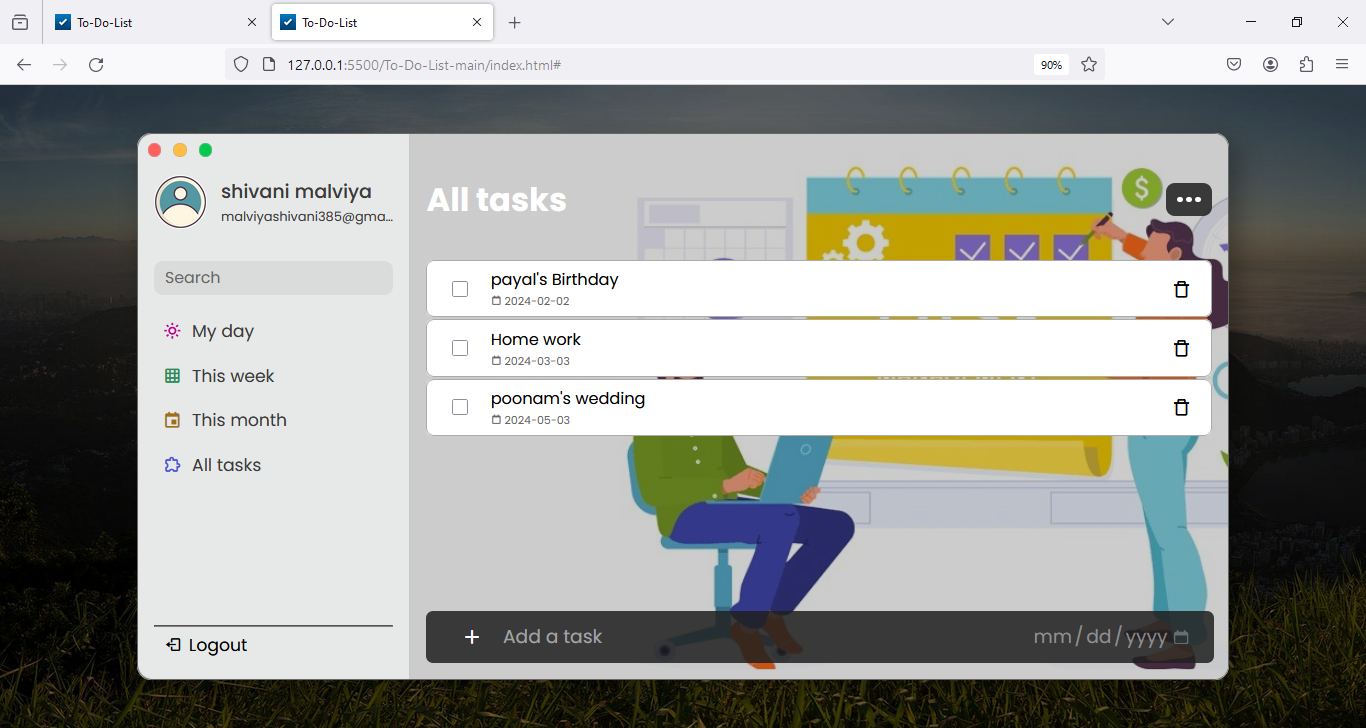 To-Do-List
To-Do-List
127.0.0.1:5500/To-Do-List-main/index.html#
90%
shivani malviya
malviyashivani385@gma...
Search
My day
This week
This month
All tasks
Logout
All tasks
$
payal's Birthday
2024-02-02
Home work
2024-03-03
poonam's wedding
2024-05-03
Add a task
mm/dd/yyyy